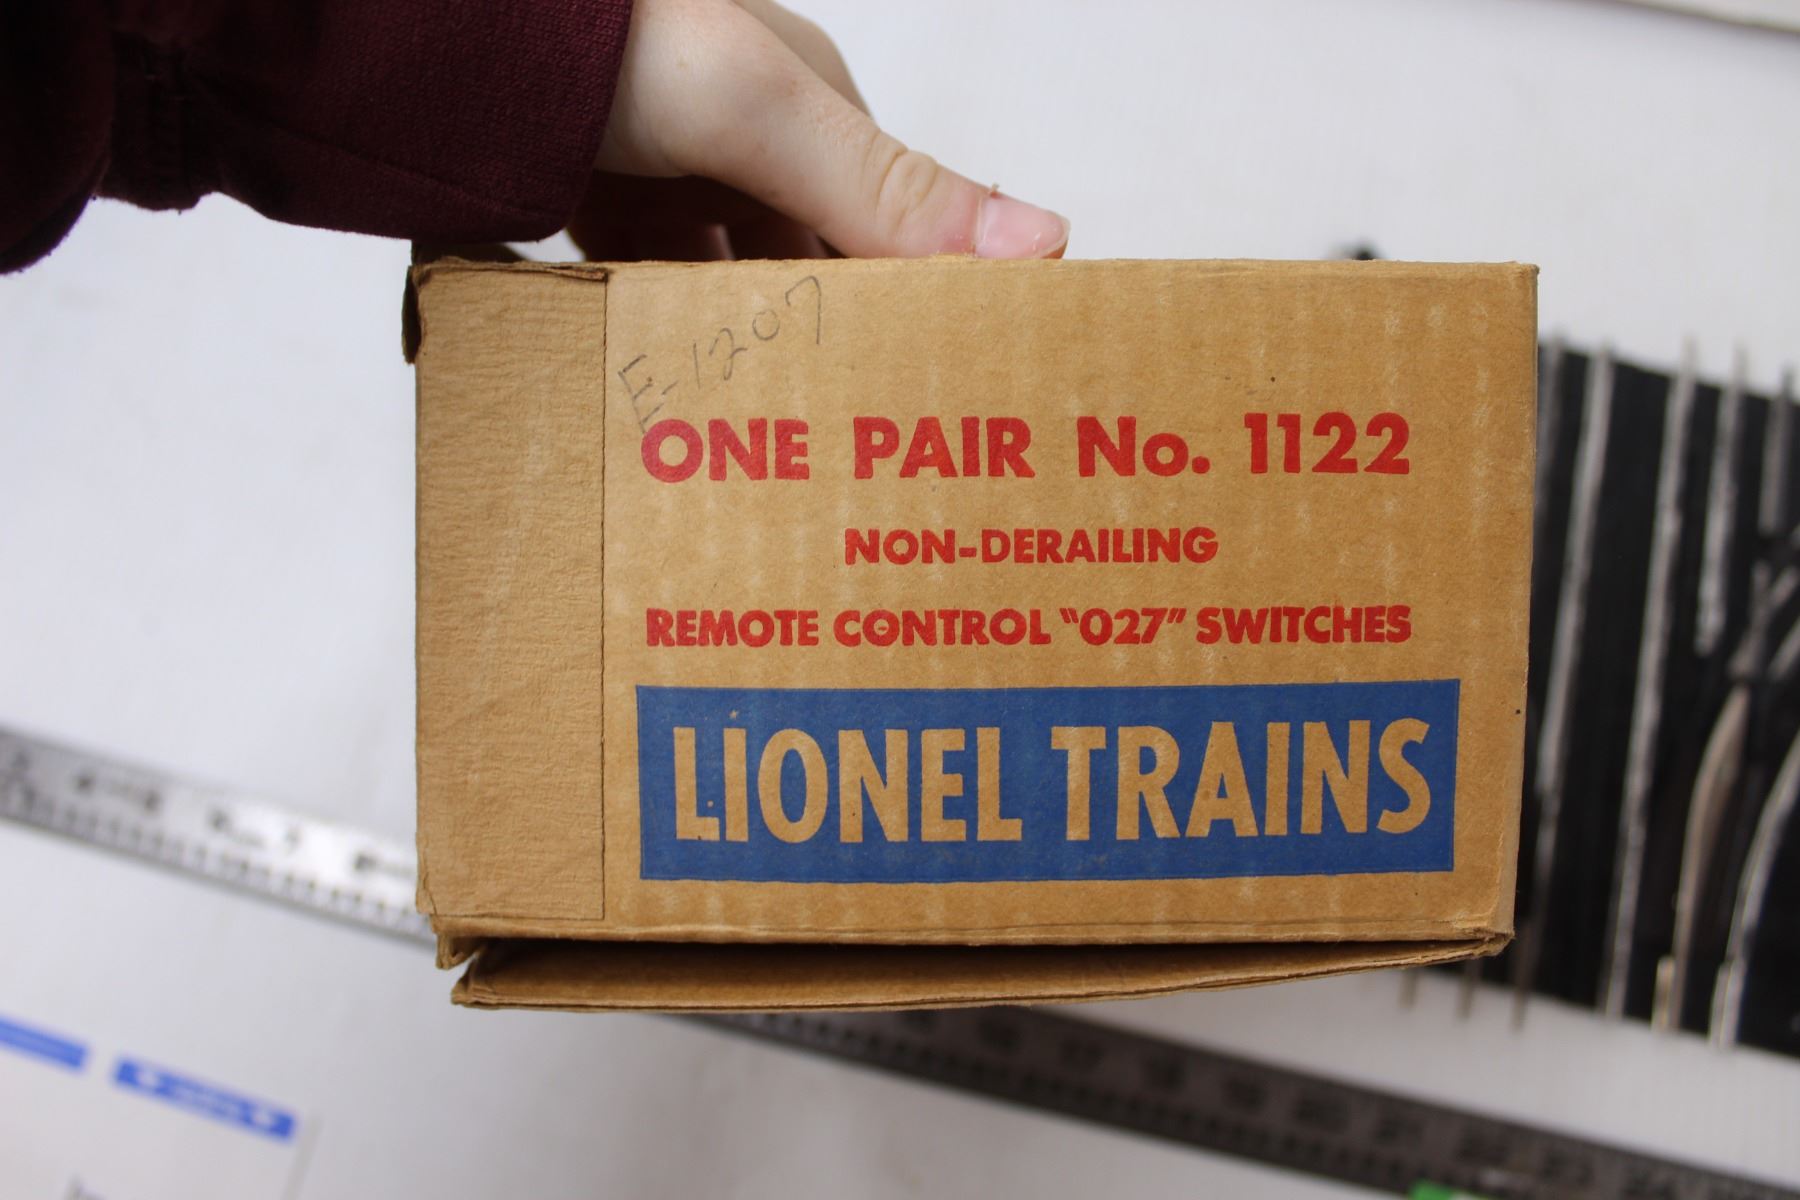 E-1207
ONE PAIR No. 1122
NON-DERAILING
REMOTE CONTROL "027" SWITCHES
LIONEL TRAINS